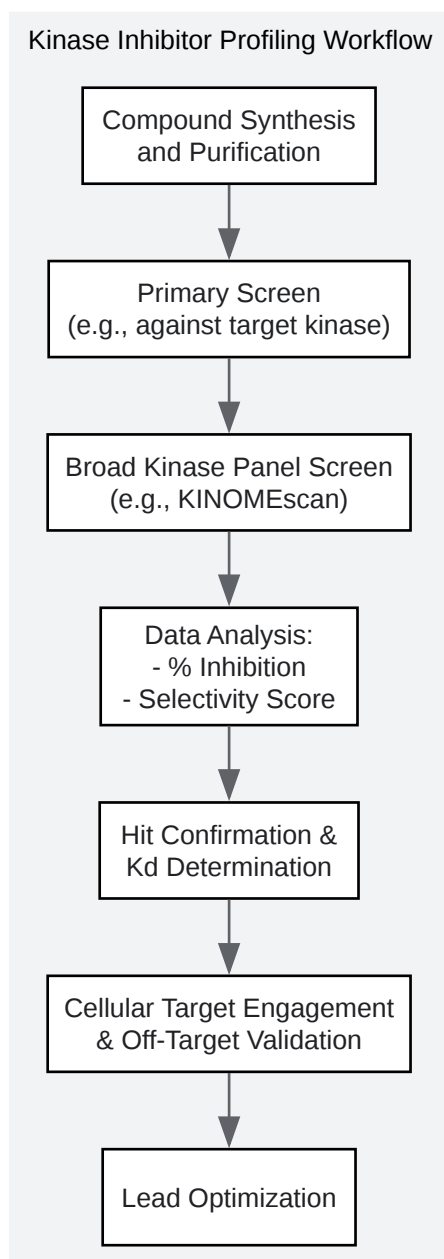 Kinase Inhibitor Profiling Workflow
Compound Synthesis
and Purification
Primary Screen
(e.g., against target kinase)
Broad Kinase Panel Screen
(e.g., KINOMEscan)
Data Analysis:
- % Inhibition
- Selectivity Score
Hit Confirmation &
Kd Determination
Cellular Target Engagement
& Off-Target Validation
Lead Optimization